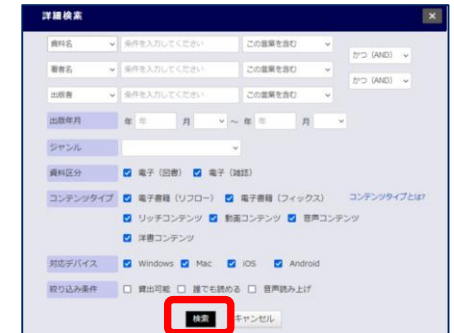 詳細検索 ×
資料名 条件を入力してください この言葉を含む かつ (AND)
著者名 条件を入力してください この言葉を含む かつ (AND)
出版者 条件を入力してください この言葉を含む
出版年月 年 年 月 ～ 年 年 月
ジャンル
資料区分 電子（図書） 電子（雑誌）
コンテンツタイプ 電子書籍（リフロー） 電子書籍（フィックス） コンテンツタイプとは?
リッチコンテンツ 動画コンテンツ 音声コンテンツ
洋書コンテンツ
対応デバイス Windows Mac iOS Android
絞り込み条件 貸出可能 誰でも読める 音声読み上げ
検索 キャンセル